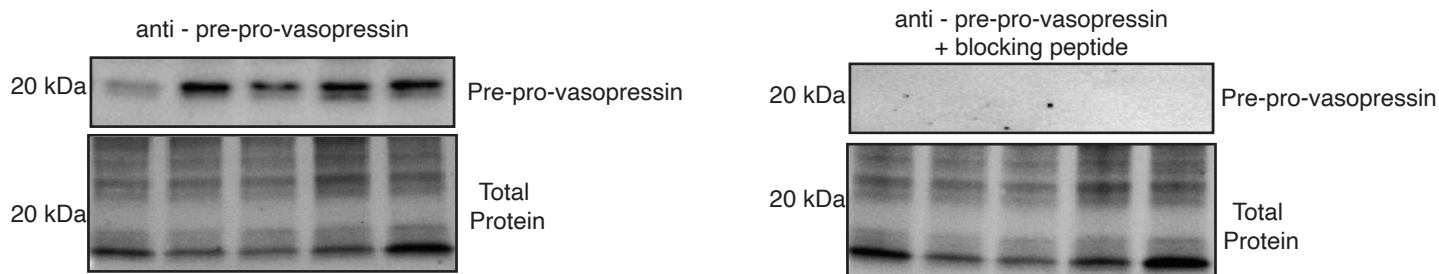 anti - pre-pro-vasopressin
20 kDa
Pre-pro-vasopressin
20 kDa
Total
Protein
anti - pre-pro-vasopressin
+ blocking peptide
20 kDa
Pre-pro-vasopressin
20 kDa
Total
Protein